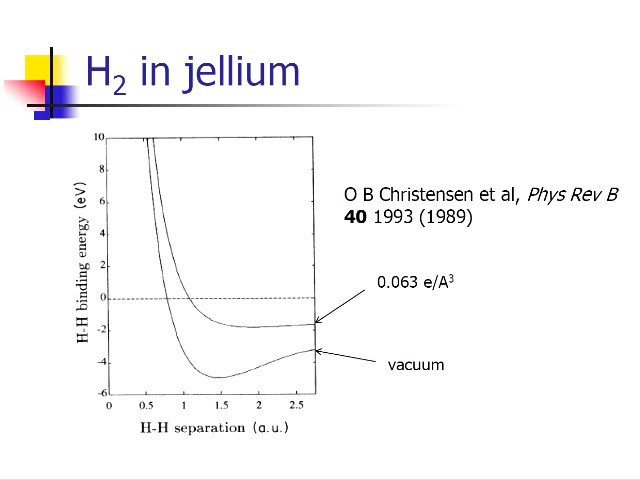 H2 in jellium
O B Christensen et al, Phys Rev B
40 1993 (1989)
0.063 e/A3
vacuum
H-H binding energy (eV)
10
8
6
4
2
0
-2
-4
-6
0 0.5 1 1.5 2 2.5
H-H separation (a.u.)